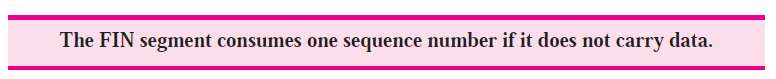 The FIN segment consumes one sequence number if it does not carry data.